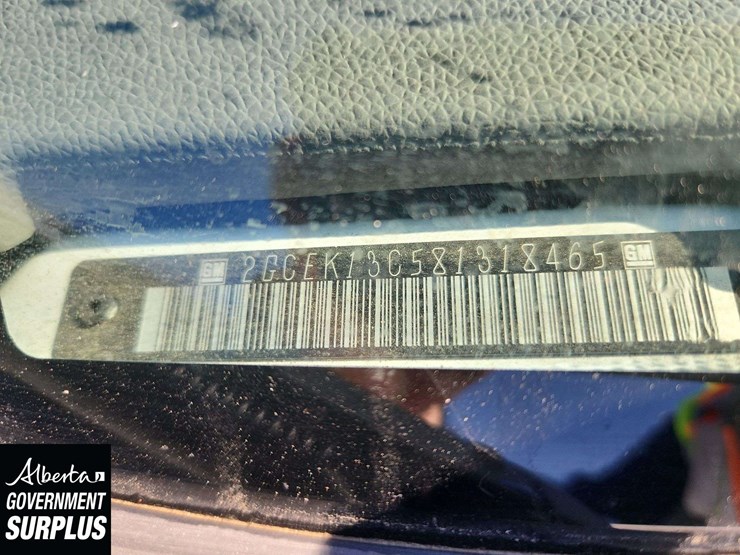 GM 2GCEK13C581318465 GM
Alberta
GOVERNMENT
SURPLUS